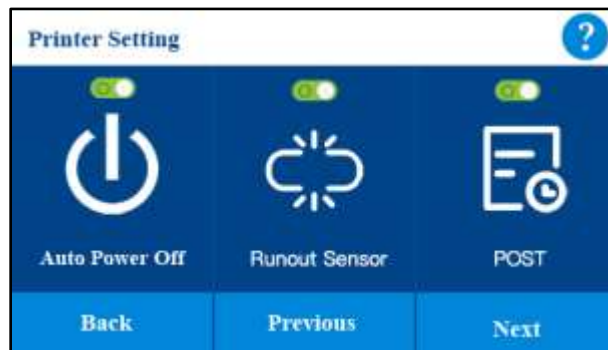 Printer Setting
?
Auto Power Off Runout Sensor POST
Back Previous Next